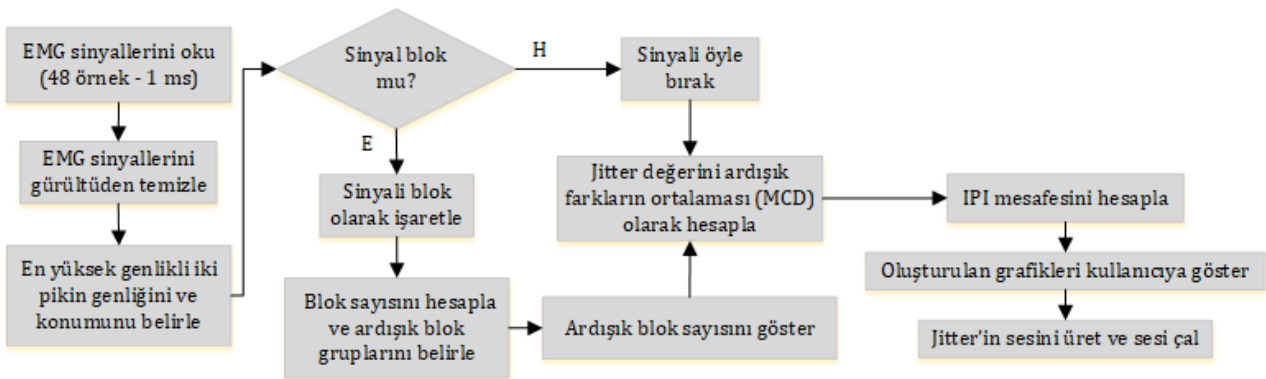 EMG sinyallerini oku
(48 örnek - 1 ms)
EMG sinyallerini
gürültüden temizle
En yüksek genlikli iki
pikin genliğini ve
konumunu belirle
Sinyal blok
mu?
H
Sinyali öyle
bırak
E
Sinyali blok
olarak işaretle
Blok sayısını hesapla
ve ardışık blok
gruplarını belirle
Ardışık blok sayısını göster
Jitter değerini ardışık
farkların ortalaması (MCD)
olarak hesapla
IPI mesafesini hesapla
Oluşturulan grafikleri kullanıcıya göster
Jitter'in sesini üret ve sesi çal